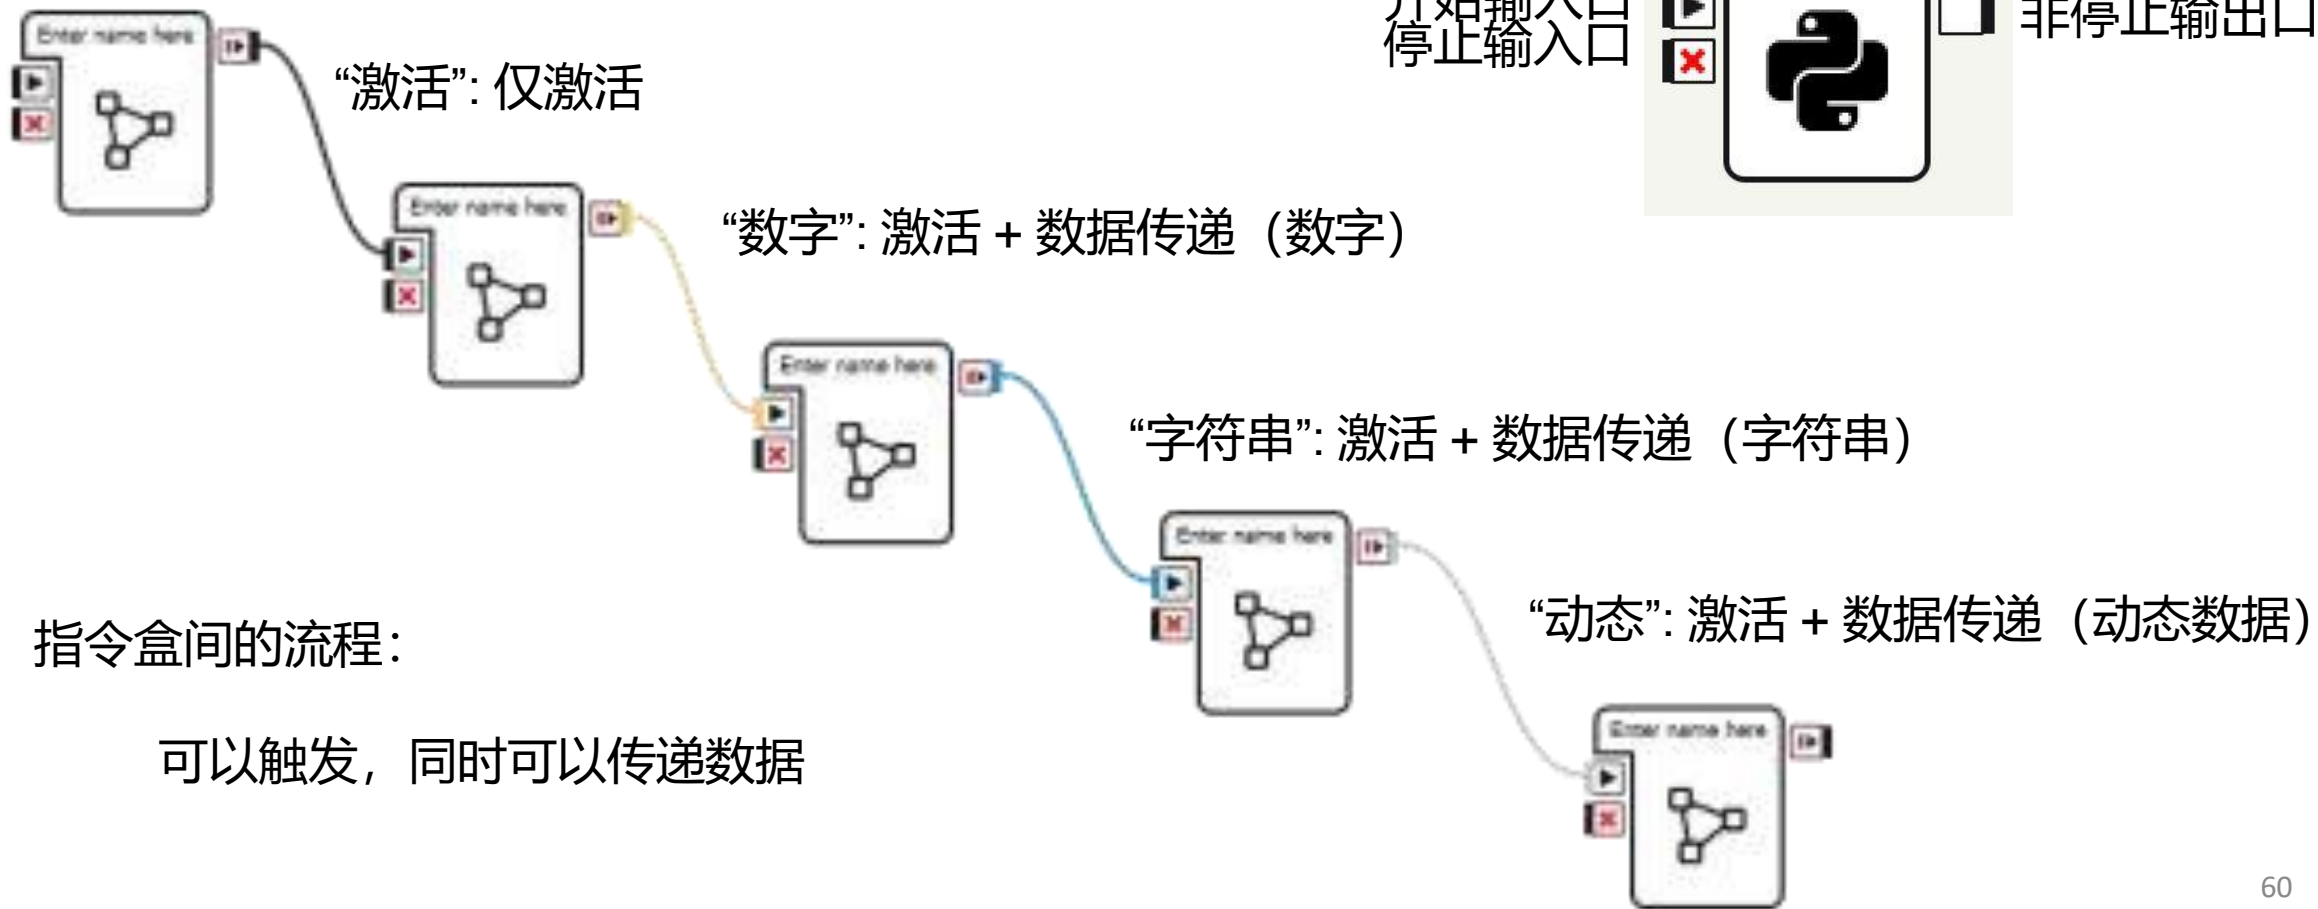 开始输入口
停止输入口
非停止输出口
Enter name here
“激活”: 仅激活
Enter name here
“数字”: 激活 + 数据传递（数字）
Enter name here
“字符串”: 激活 + 数据传递（字符串）
Enter name here
“动态”: 激活 + 数据传递（动态数据）
指令盒间的流程：
Enter name here
可以触发，同时可以传递数据
60